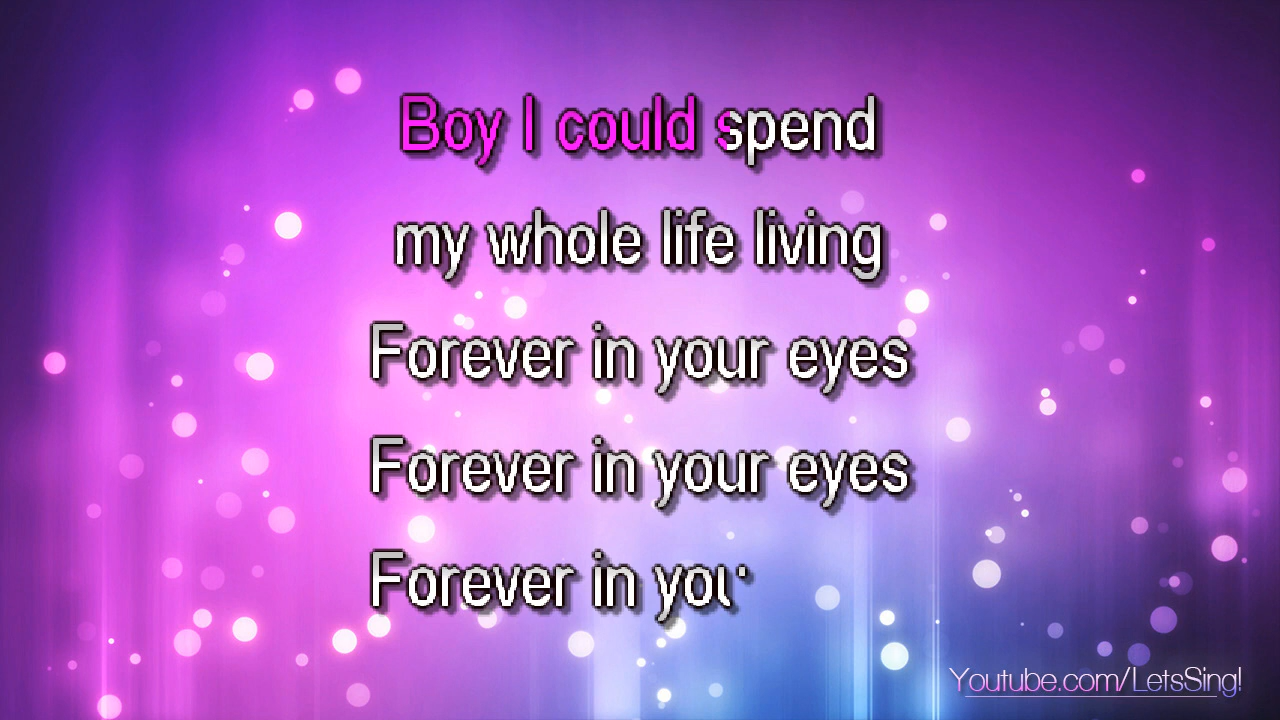 Boy I could spend
my whole life living
Forever in your eyes
Forever in your eyes
Forever in
Youtube.com/LetsSing!